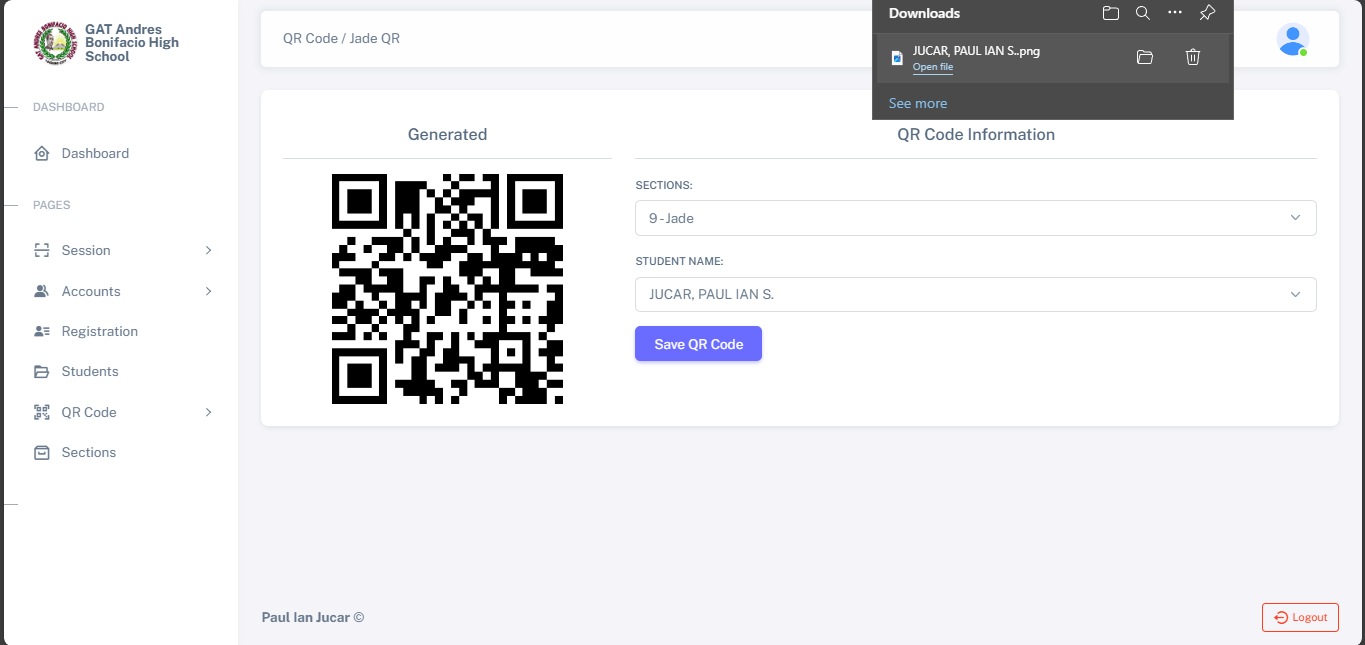 GAT Andres
Bonifacio High
School
DASHBOARD
Dashboard
PAGES
Session
Accounts
Registration
Students
QR Code
Sections
QR Code / Jade QR
Downloads
JUCAR, PAUL IAN S..png
Open file
See more
Generated
QR Code Information
SECTIONS:
9 - Jade
STUDENT NAME:
JUCAR, PAUL IAN S.
Save QR Code
Paul Ian Jucar ©
Logout